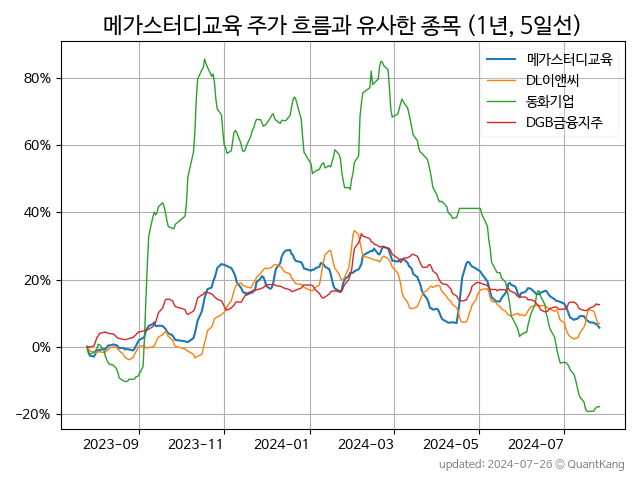 메가스터디교육 주가 흐름과 유사한 종목 (1년, 5일선)
메가스터디교육
DL이앤씨
동화기업
DGB금융지주
80%
60%
40%
20%
0%
−20%
2023-09
2023-11
2024-01
2024-03
2024-05
2024-07
updated: 2024-07-26 © QuantKang